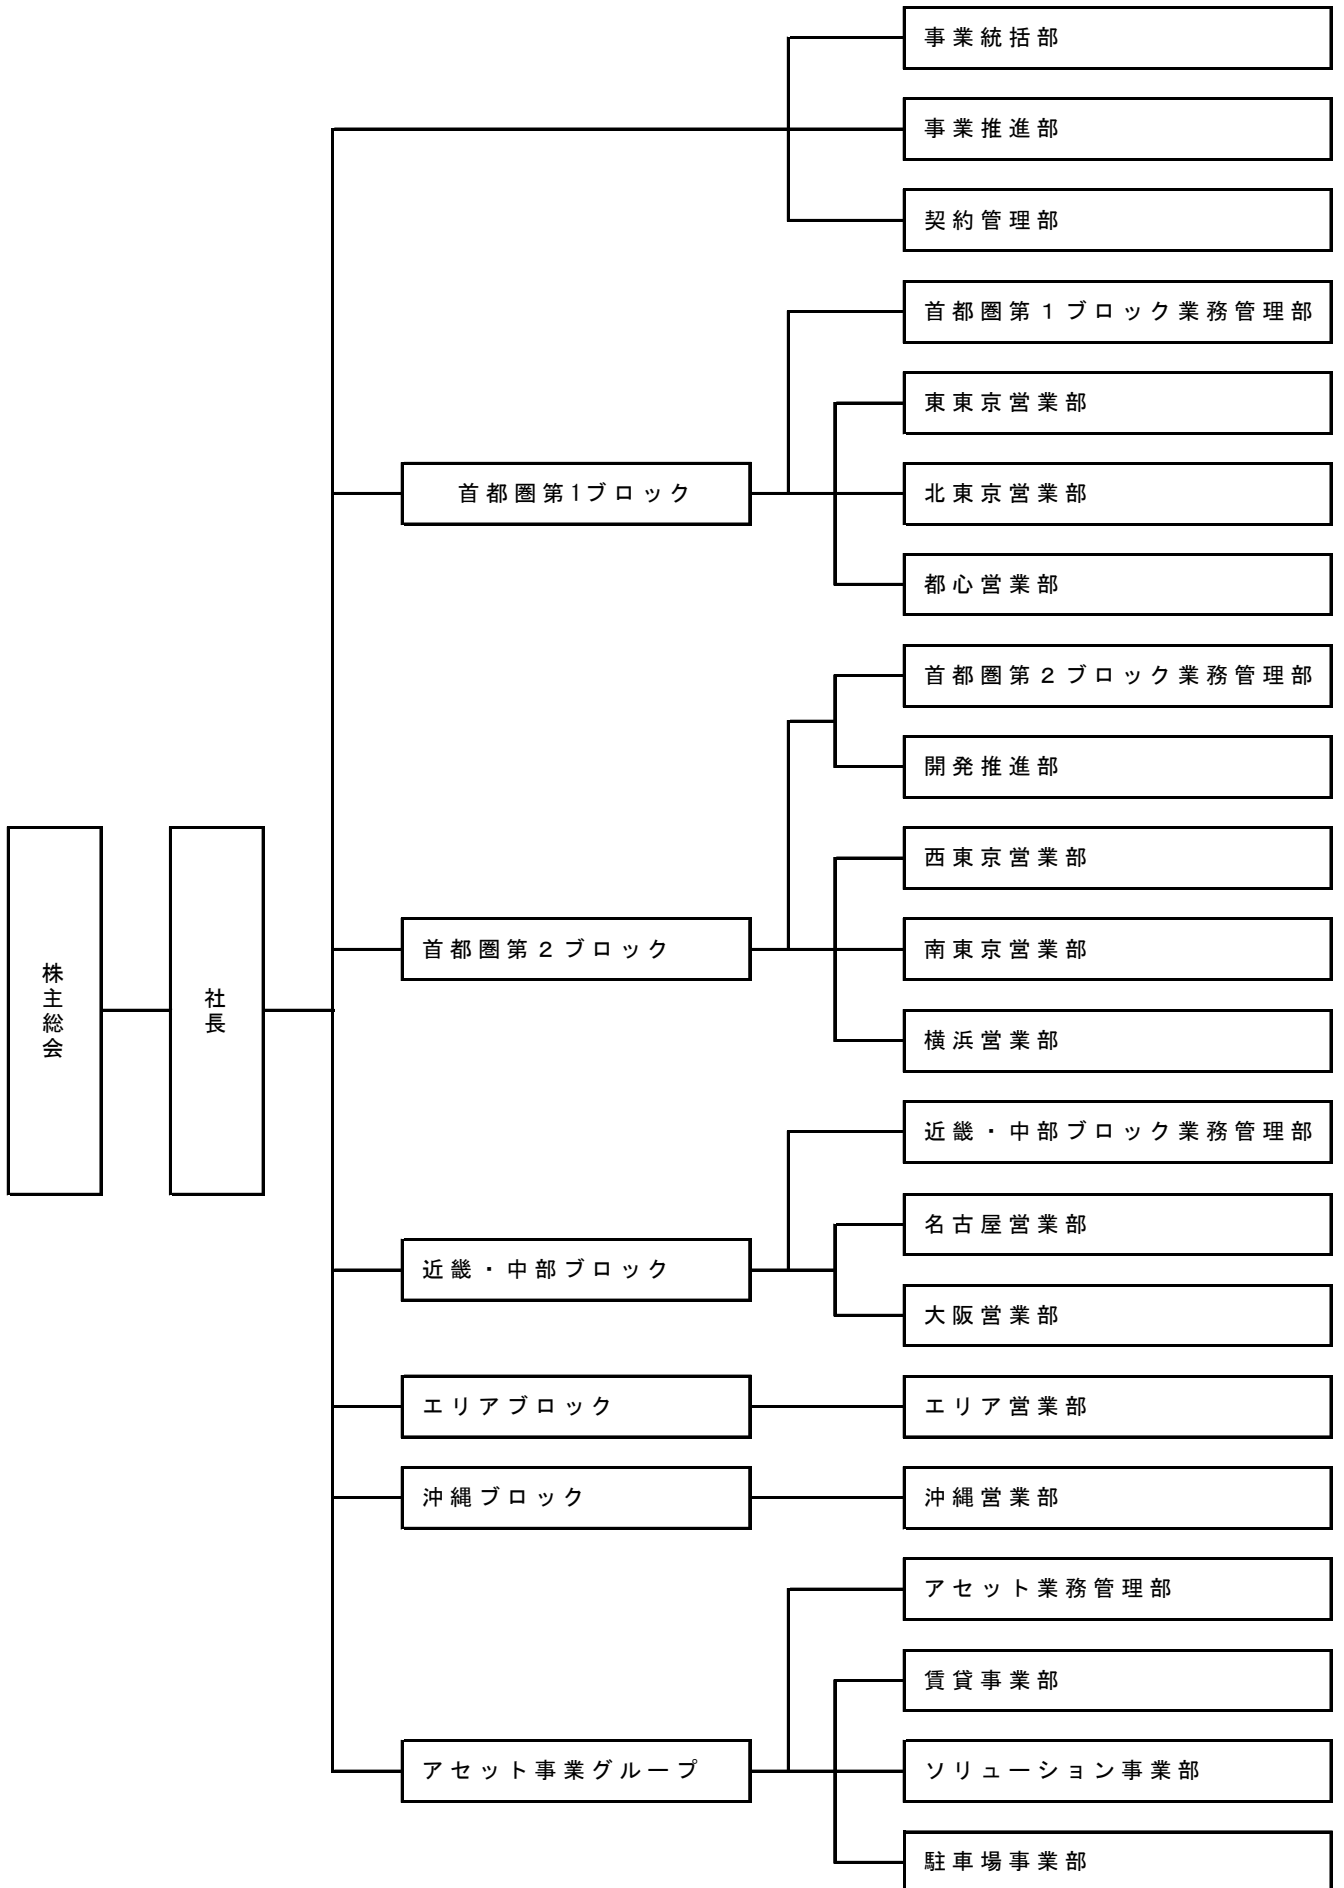 事業統括部
事業推進部
契約管理部
首都圏第１ブロック業務管理部
東東京営業部
首都圏第1ブロック
北東京営業部
都心営業部
首都圏第２ブロック業務管理部
開発推進部
西東京営業部
首都圏第２ブロック
南東京営業部
株主総会
社長
横浜営業部
近畿・中部ブロック業務管理部
名古屋営業部
近畿・中部ブロック
大阪営業部
エリアブロック
エリア営業部
沖縄ブロック
沖縄営業部
アセット業務管理部
賃貸事業部
アセット事業グループ
ソリューション事業部
駐車場事業部